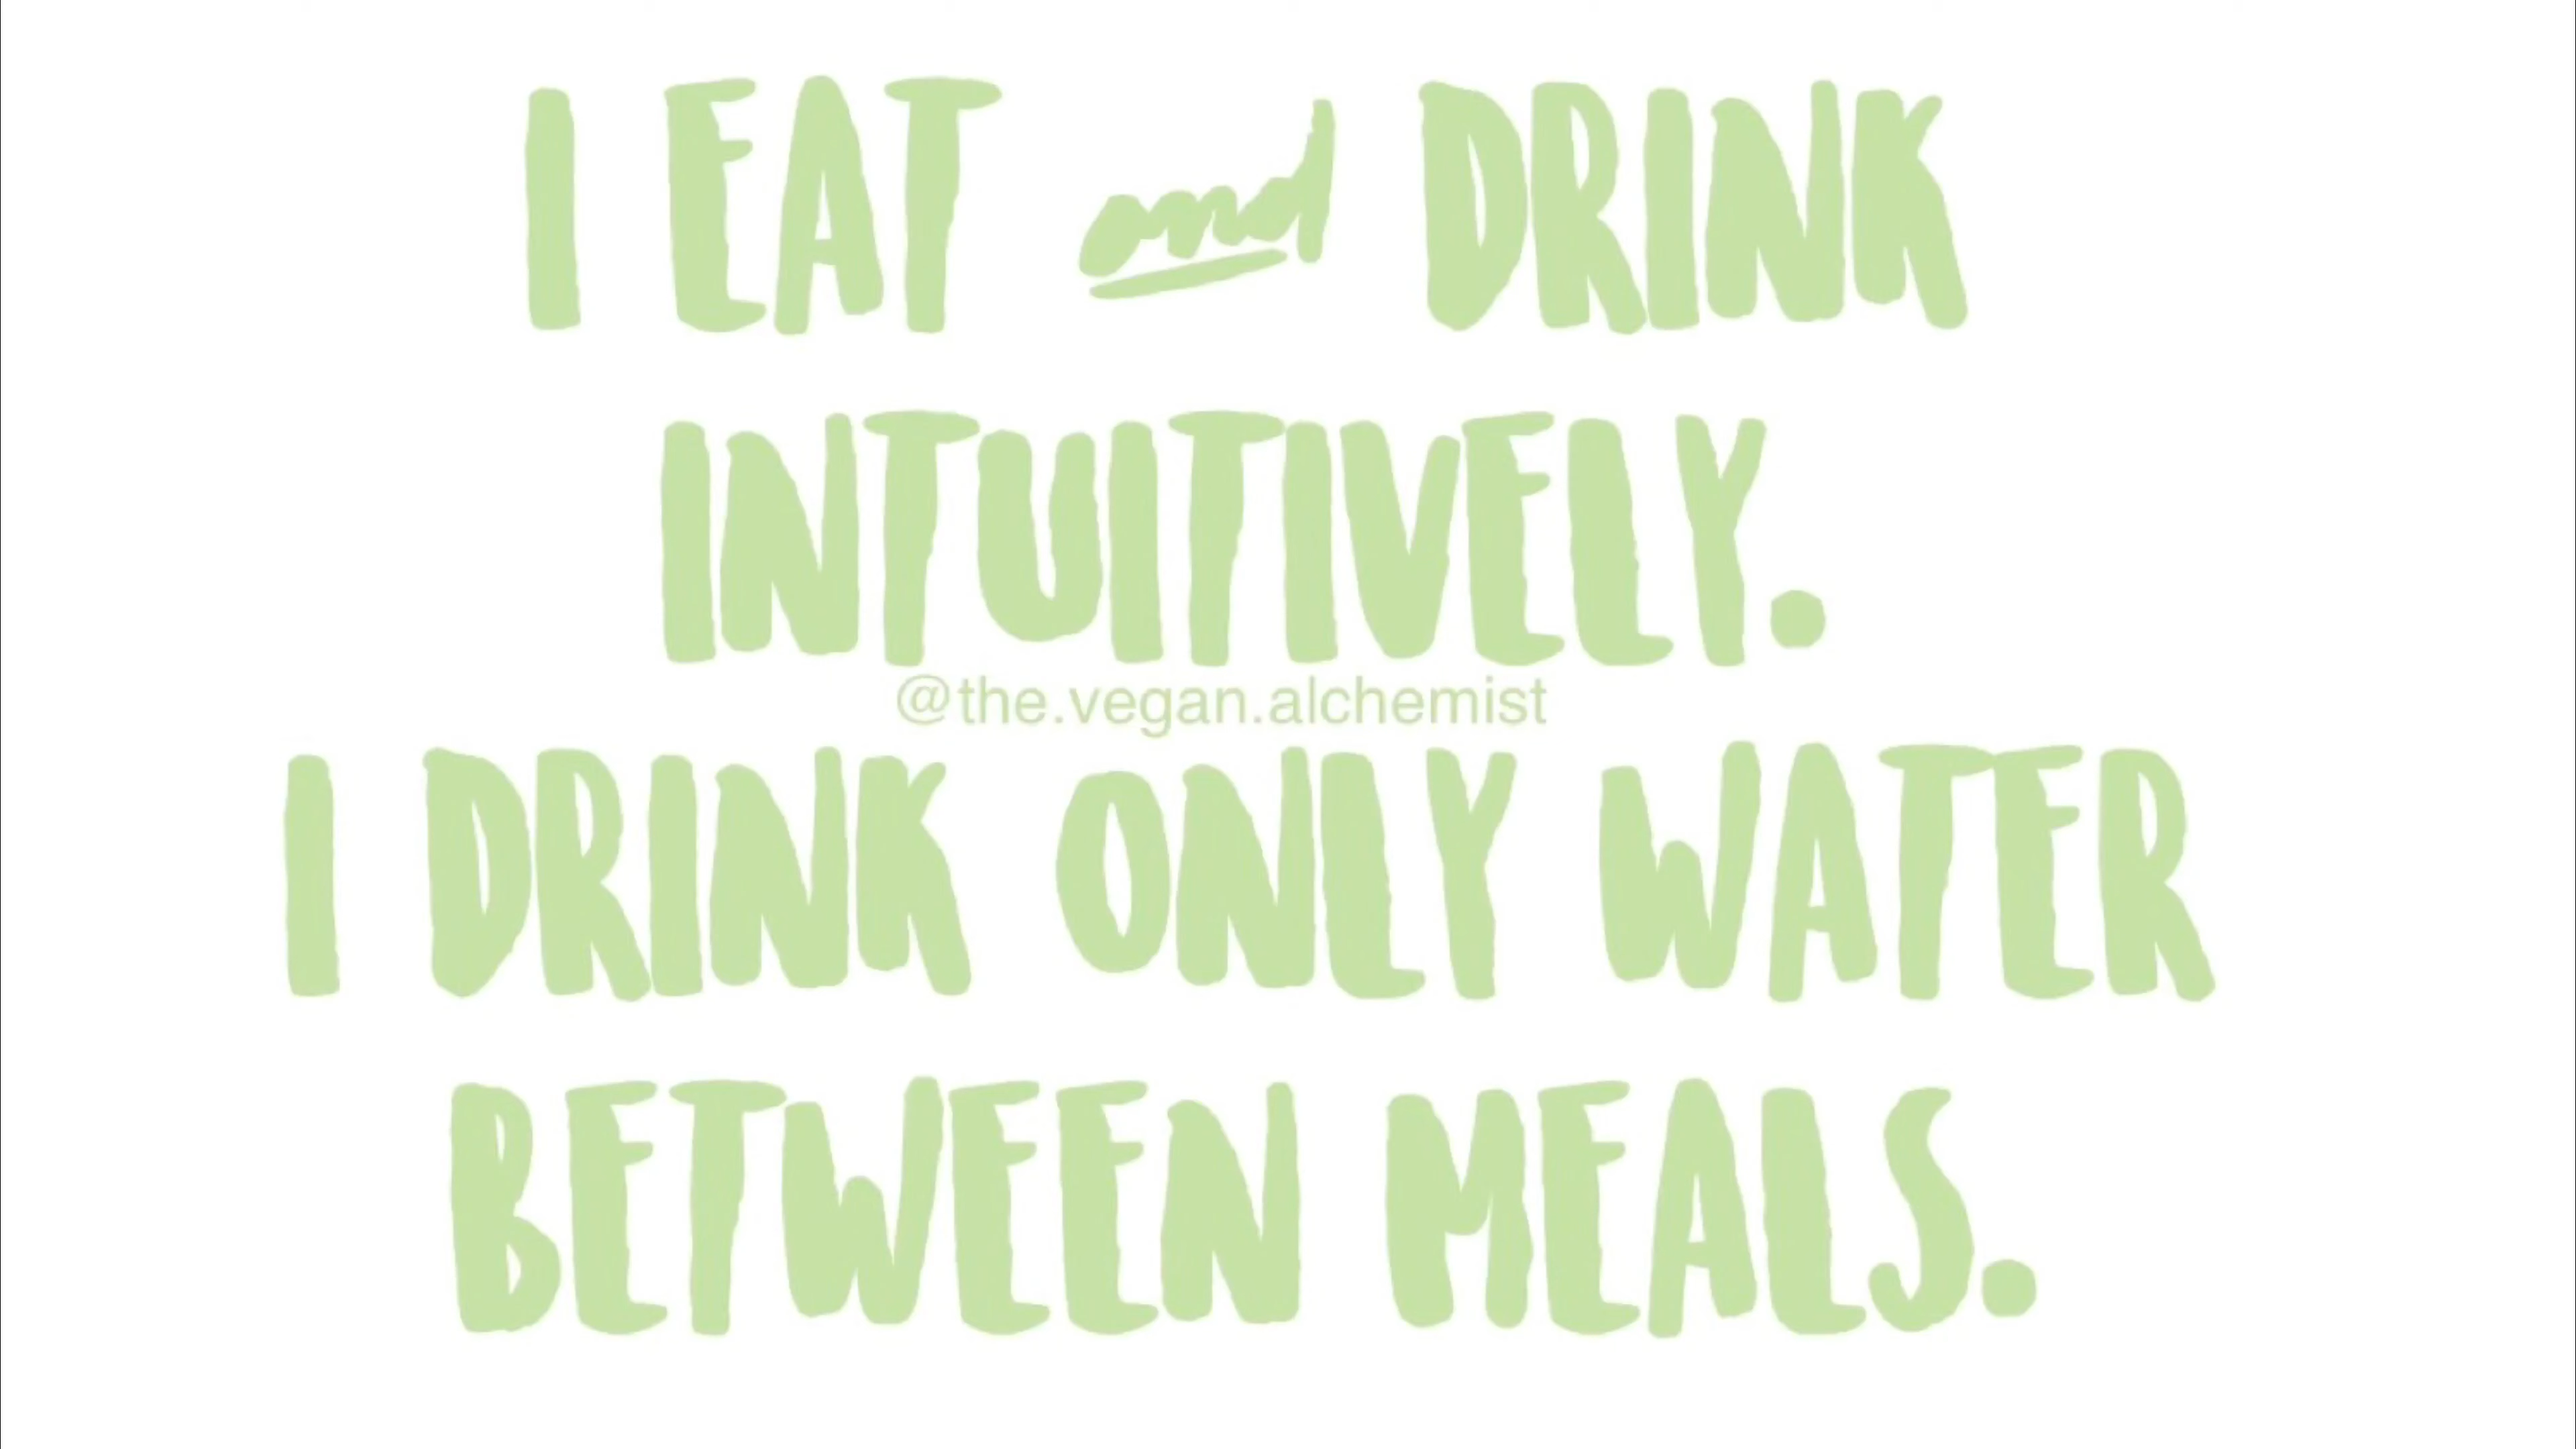 I EAT and DRINK
INTUITIVELY.
@the.vegan.alchemist
I DRINK ONLY WATER
BETWEEN MEALS.